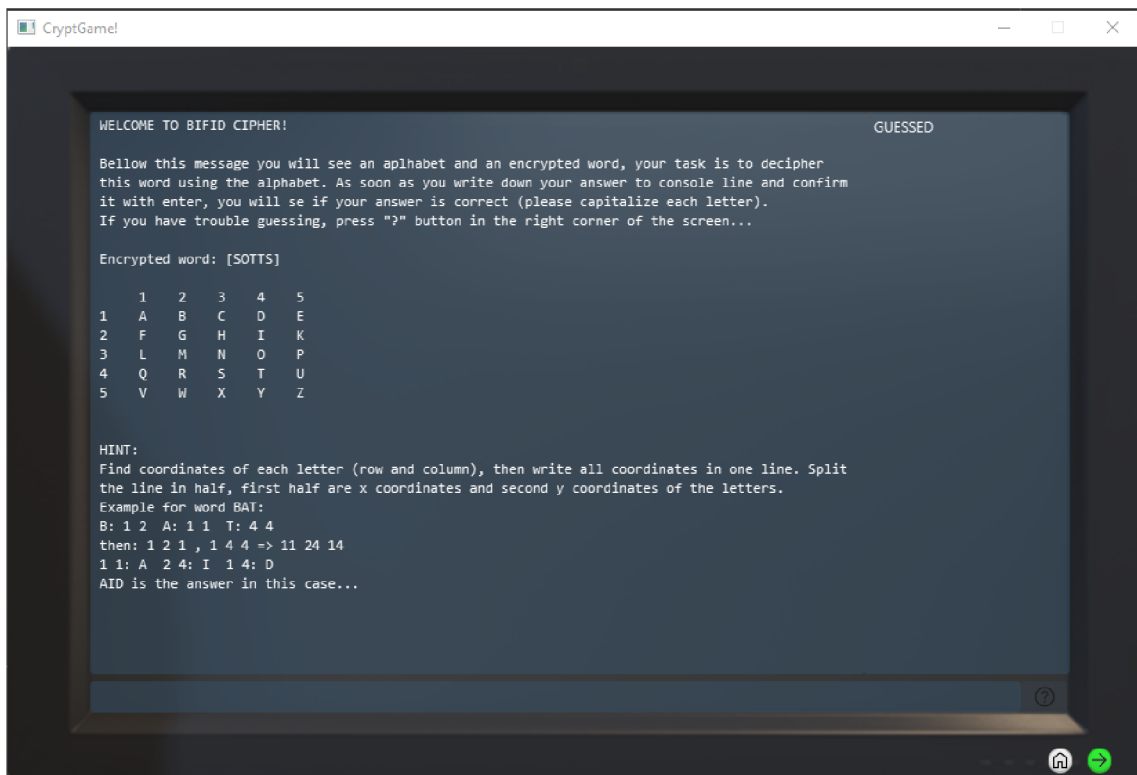 CryptGame!
WELCOME TO BIFID CIPHER!
GUESSED
Bellow this message you will see an aplhabet and an encrypted word, your task is to decipher
this word using the alphabet. As soon as you write down your answer to console line and confirm
it with enter, you will se if your answer is correct (please capitalize each letter).
If you have trouble guessing, press "?" button in the right corner of the screen...
Encrypted word: [SOTTS]
1 2 3 4 5
1 A B C D E
2 F G H I K
3 L M N O P
4 Q R S T U
5 V W X Y Z
HINT:
Find coordinates of each letter (row and column), then write all coordinates in one line. Split
the line in half, first half are x coordinates and second y coordinates of the letters.
Example for word BAT:
B: 1 2 A: 1 1 T: 4 4
then: 1 2 1 , 1 4 4 => 11 24 14
1 1: A 2 4: I 1 4: D
AID is the answer in this case...
?